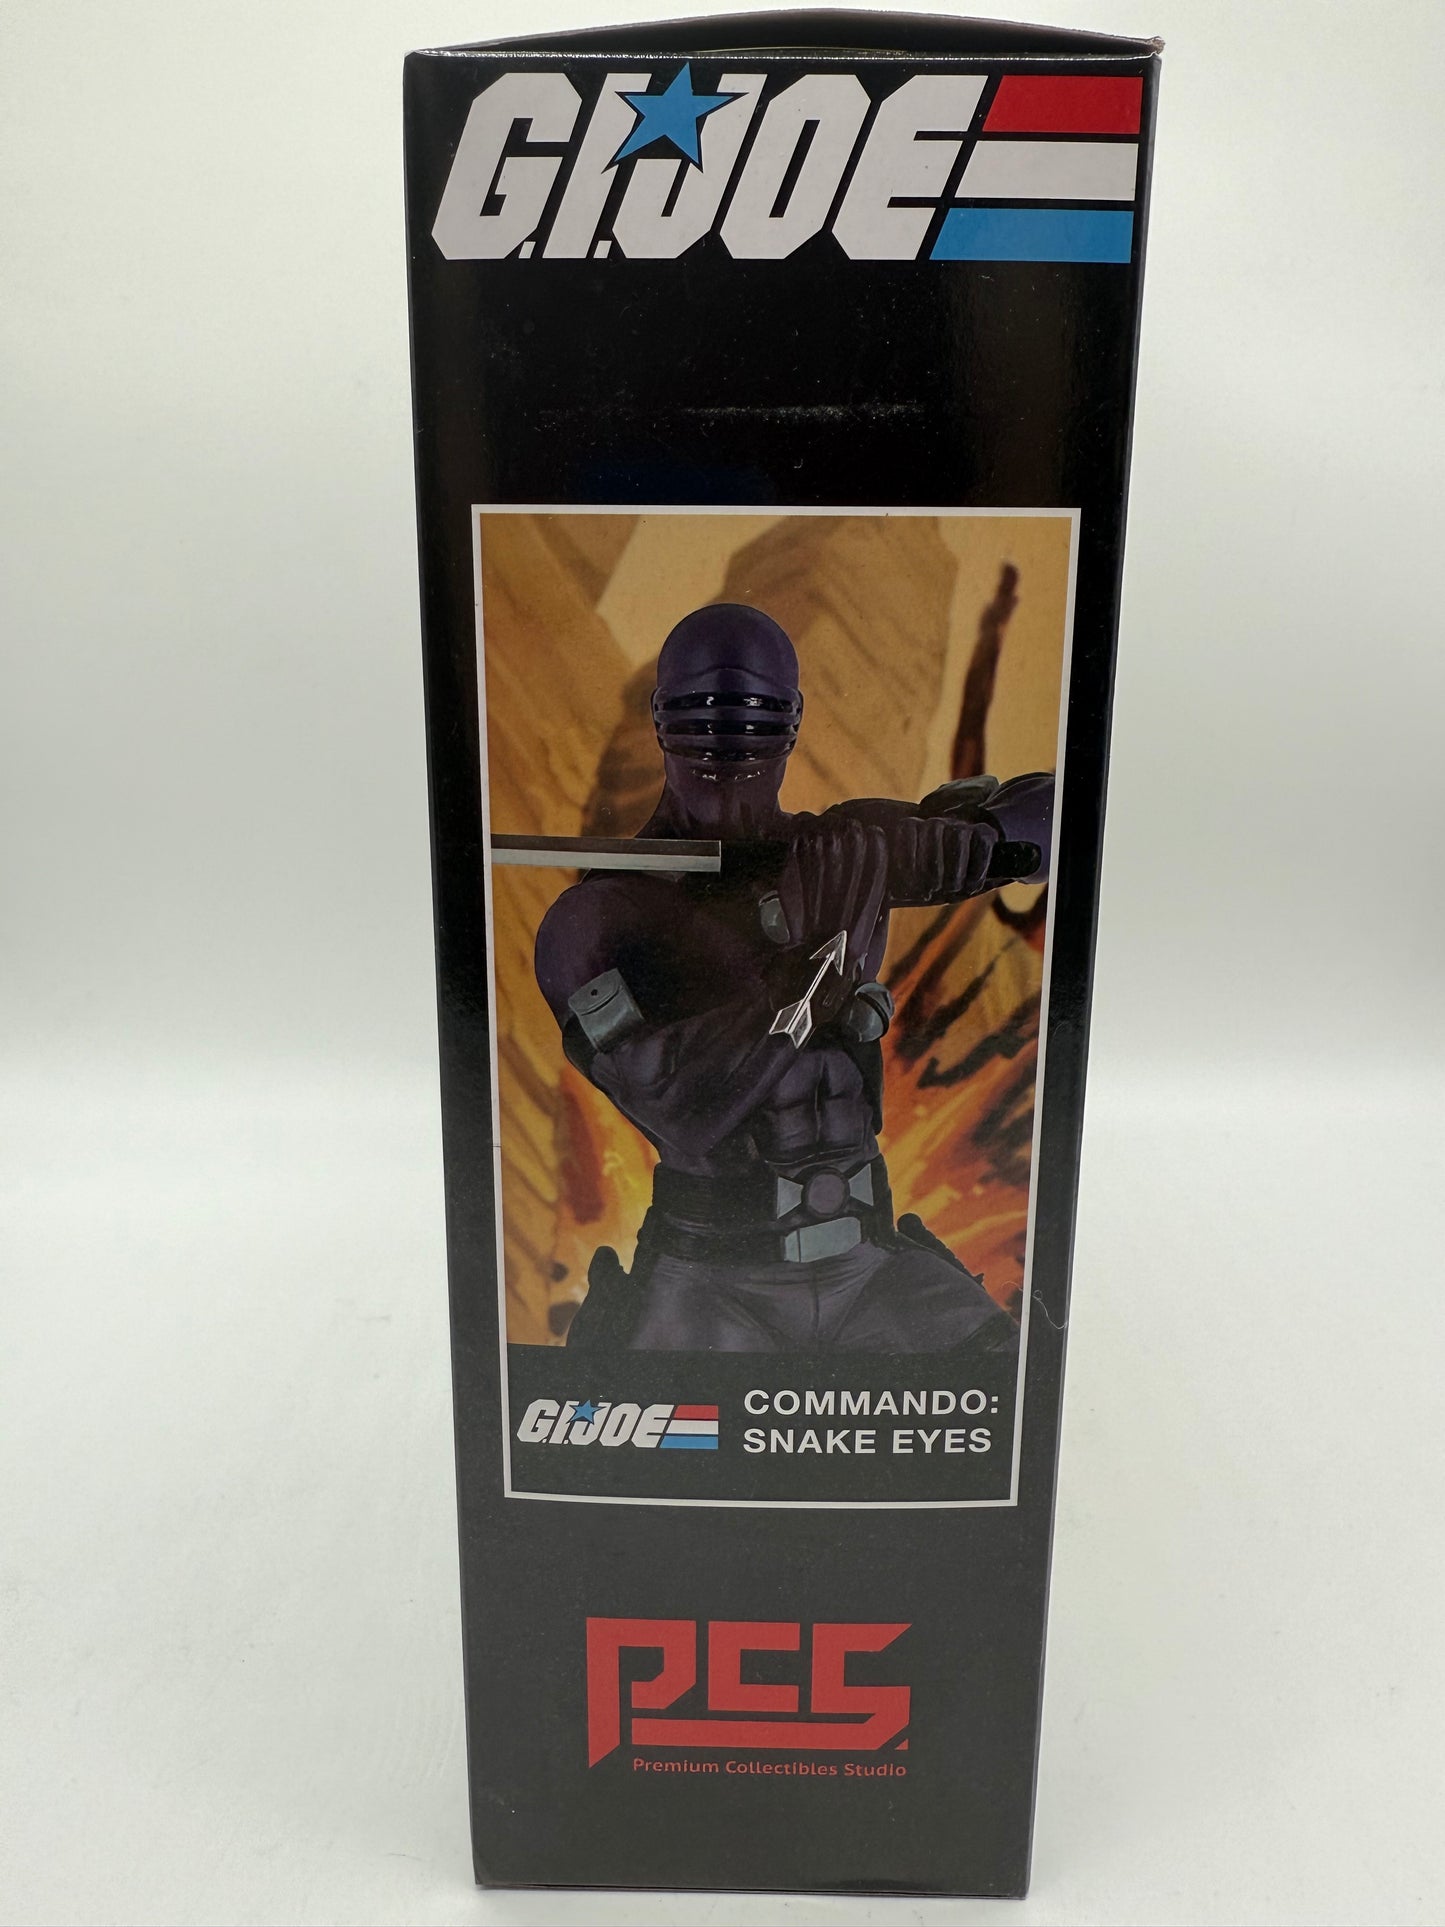 G.I.JOE
G.I.JOE
COMMANDO:
SNAKE EYES
PCS
Premium Collectibles Studio